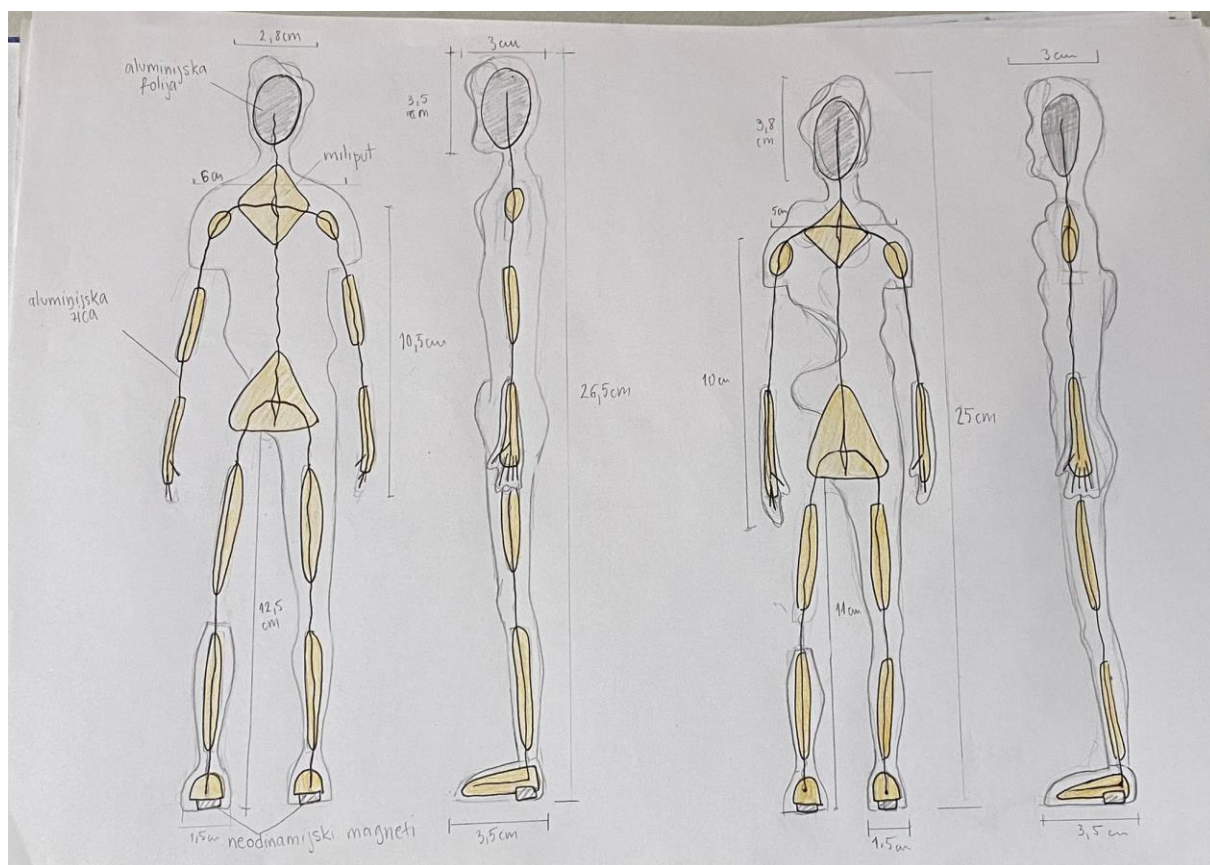 2,8cm
aluminijska
folija
3,5
cm
3cm
miliput
6cm
aluminijska
žica
10,5cm
26,5cm
12,5
cm
1,5cm
neodinamijski magneti
3,5cm
3cm
3,8
cm
5cm
10cm
25cm
11cm
1,5cm
3,5cm